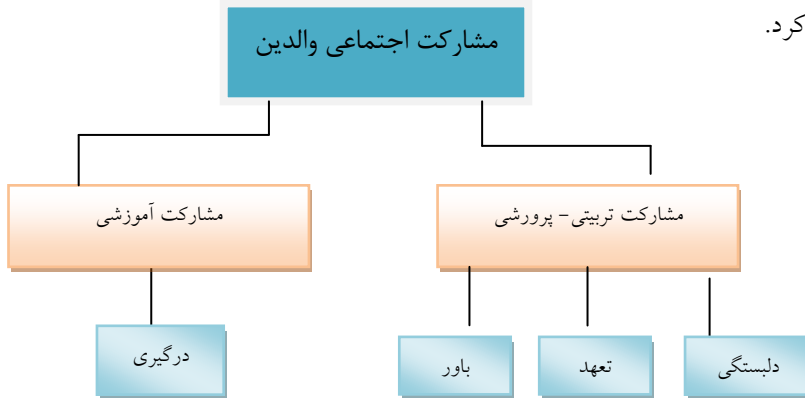 کرد.
مشارکت اجتماعی والدین
مشارکت تربیتی- پرورشی
مشارکت آموزشی
دلبستگی
تعهد
باور
درگیری